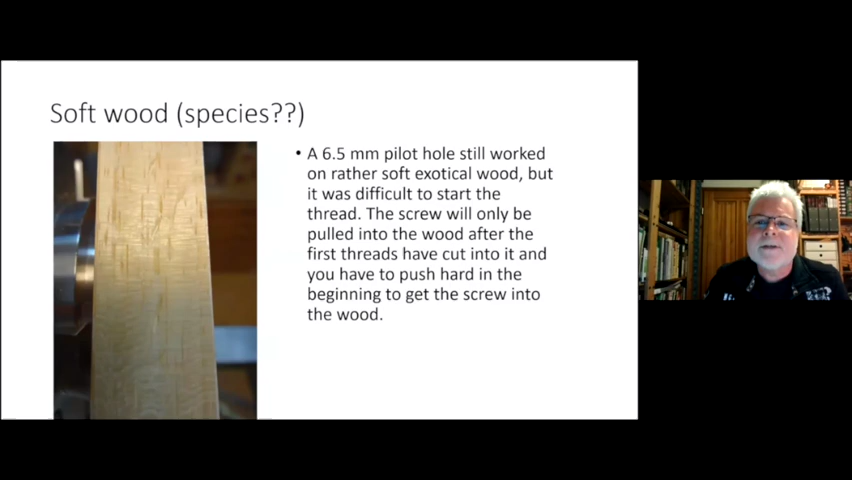 Soft wood (species??)
• A 6.5 mm pilot hole still worked
on rather soft exotical wood, but
it was difficult to start the
thread. The screw will only be
pulled into the wood after the
first threads have cut into it and
you have to push hard in the
beginning to get the screw into
the wood.